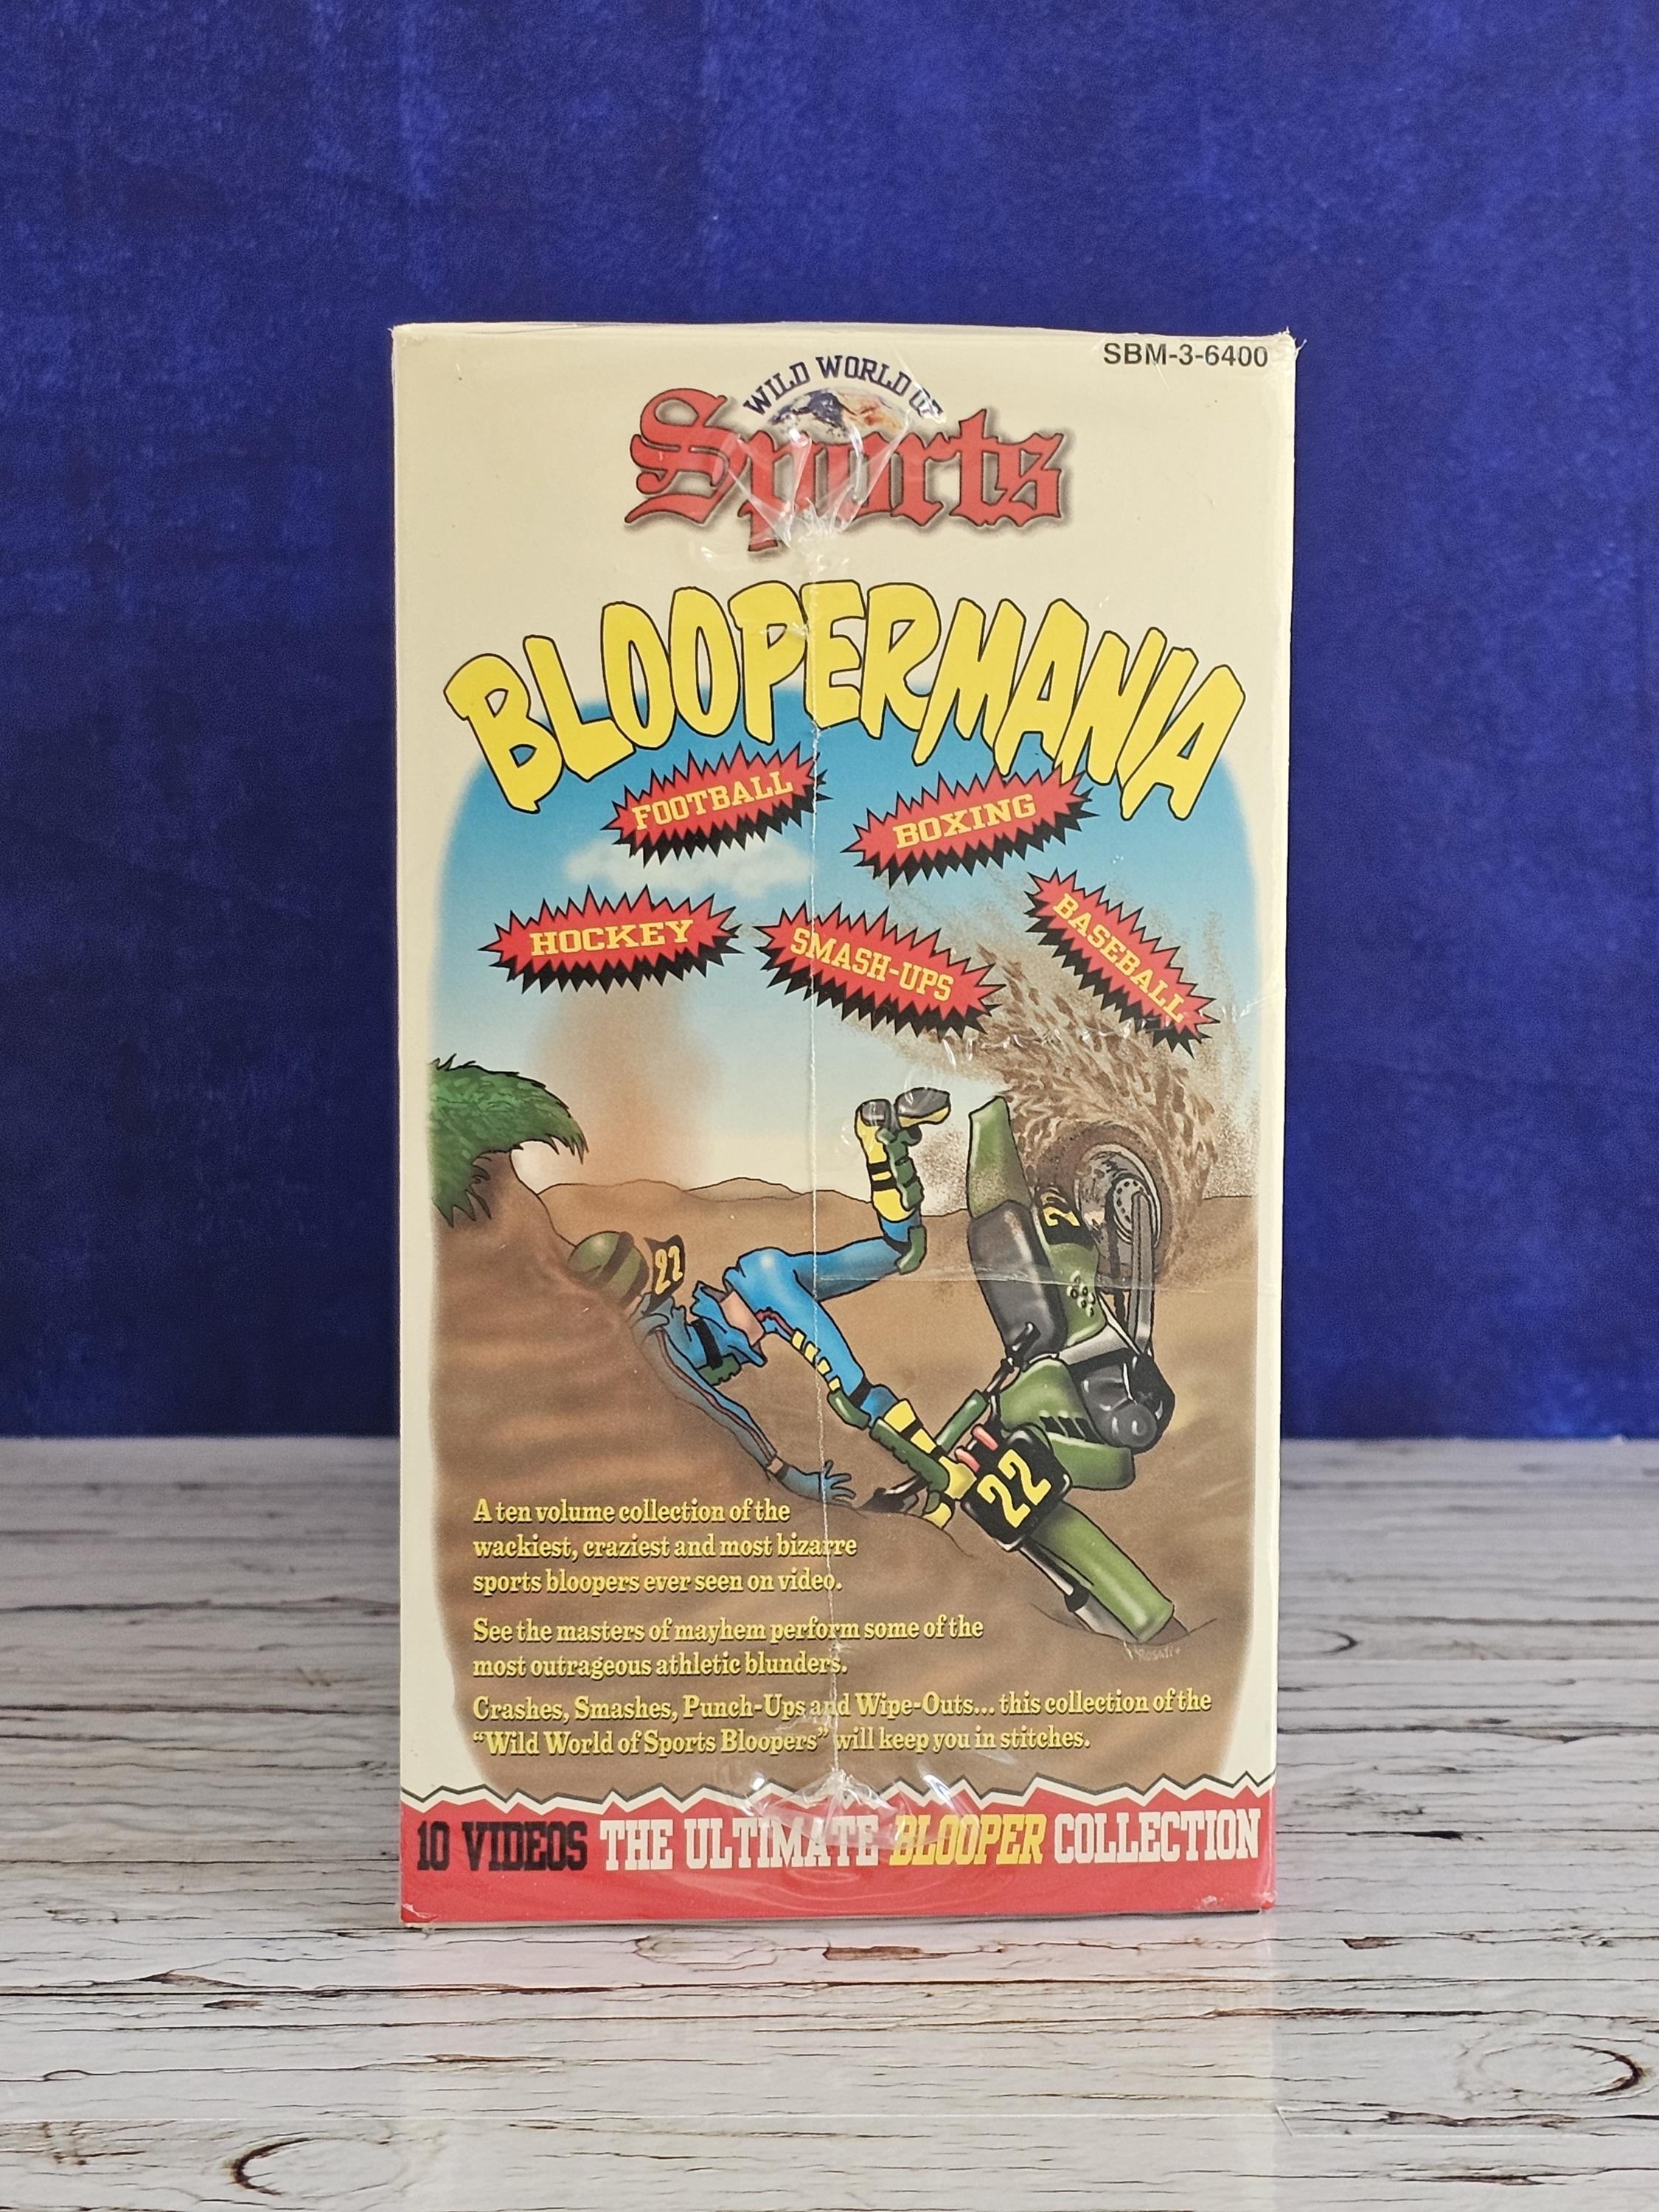 SBM-3-6400
WILD WORLD OF
Sports
BLOOPERMANIA
FOOTBALL
BOXING
HOCKEY
SMASH-UPS
BASEBALL
22
22
A ten volume collection of the
wackiest, craziest and most bizarre
sports bloopers ever seen on video.
See the masters of mayhem perform some of the
most outrageous athletic blunders.
Crashes, Smashes, Punch-Ups and Wipe-Outs... this collection of the
“Wild World of Sports Bloopers” will keep you in stitches.
10 VIDEOS THE ULTIMATE BLOOPER COLLECTION